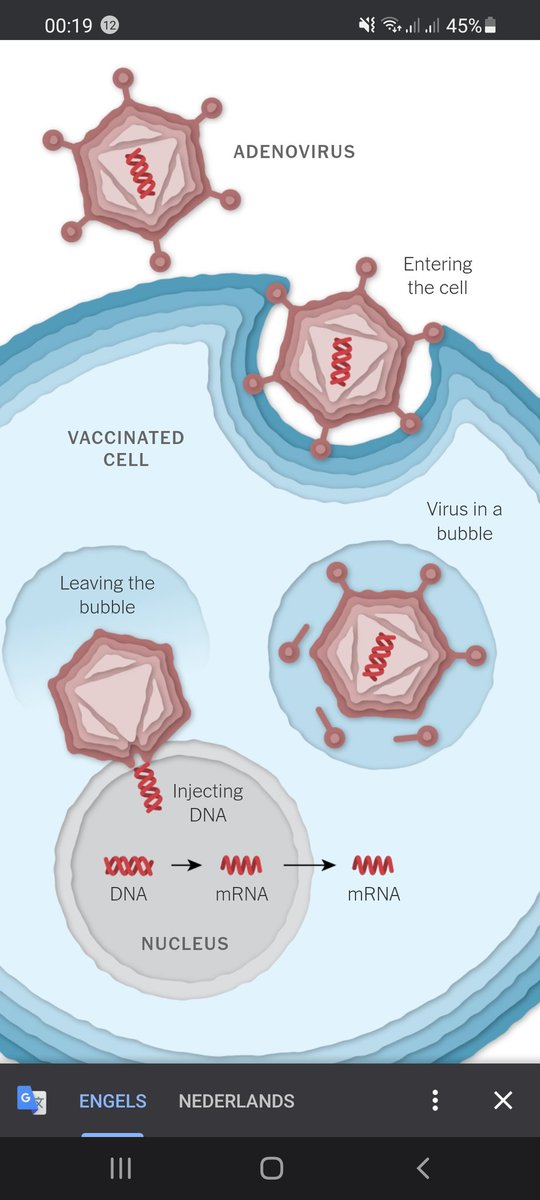 00:19 12 45%
ADENOVIRUS
Entering
the cell
VACCINATED
CELL
Virus in a
bubble
Leaving the
bubble
Injecting
DNA
DNA mRNA mRNA
NUCLEUS
G ENGELS NEDERLANDS